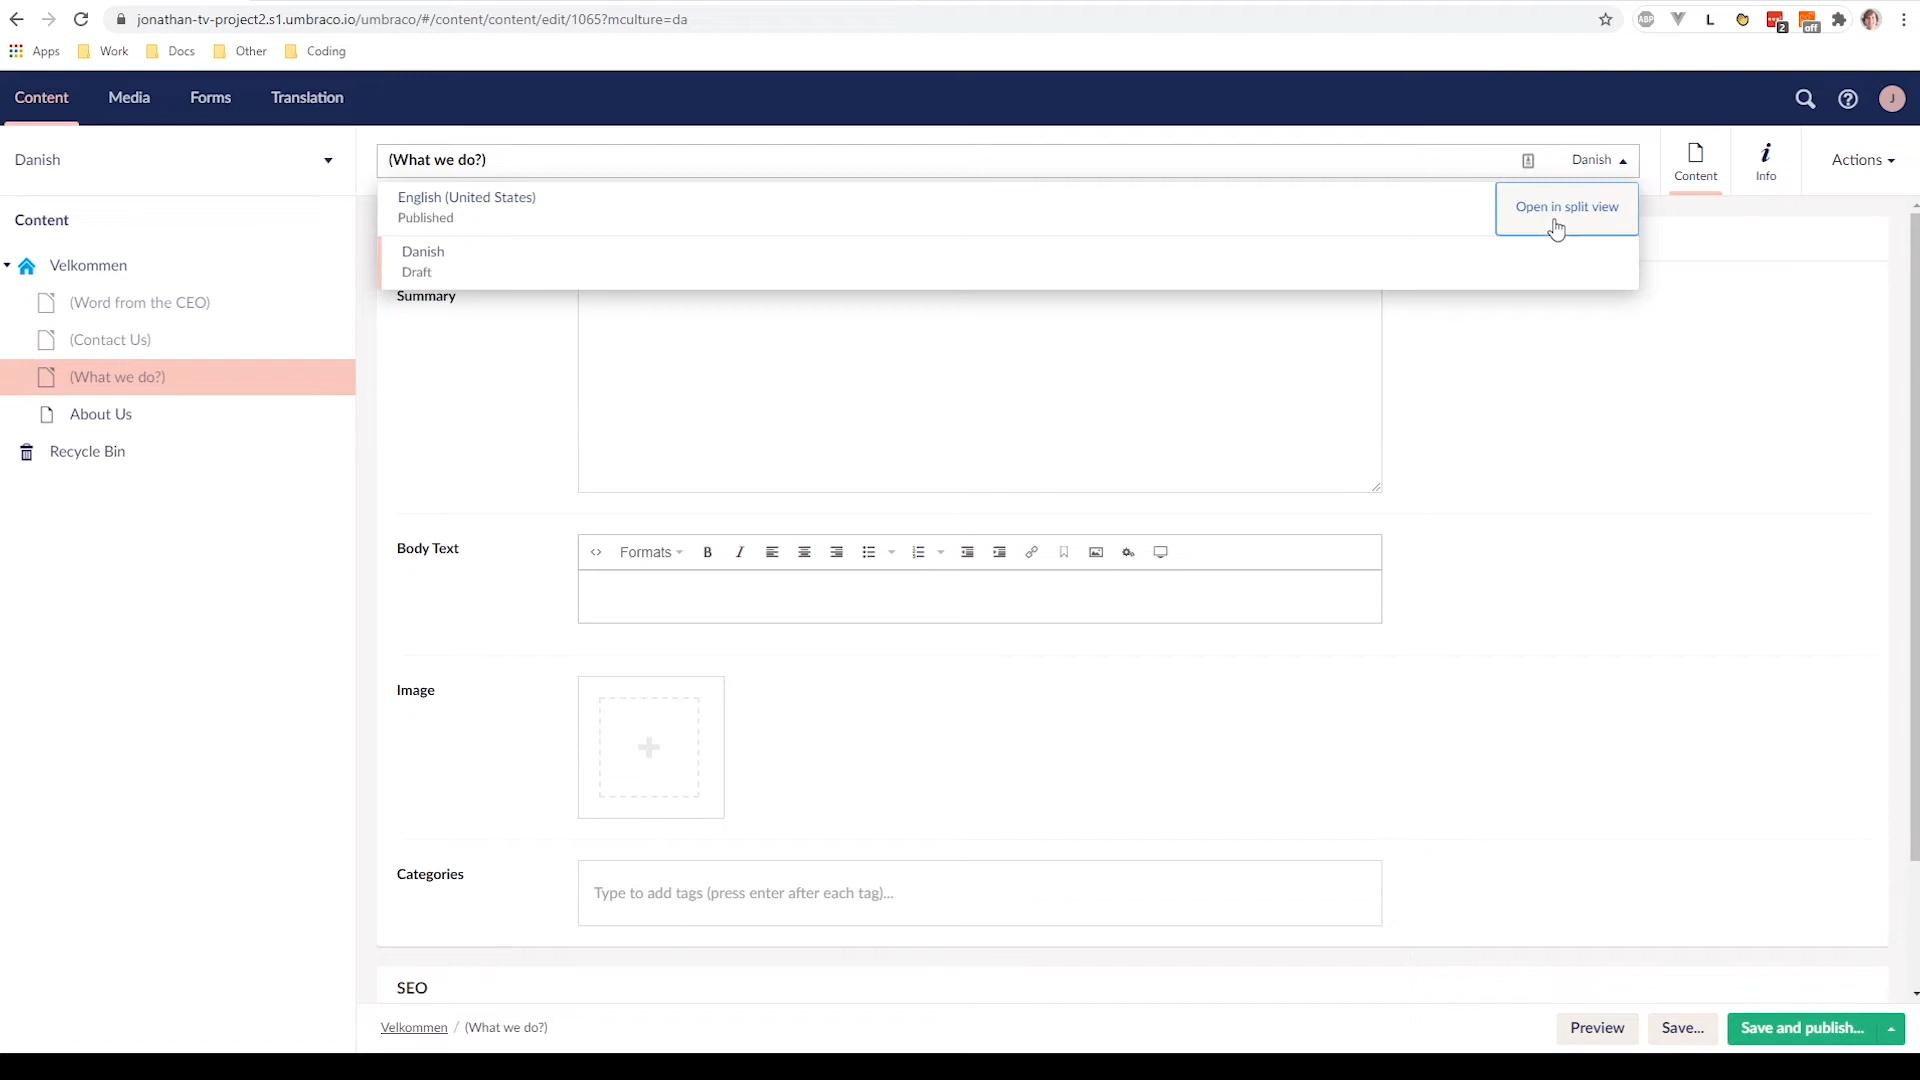 jonathan-tv-project2.s1.umbraco.io/umbraco/#/content/content/edit/1065?mculture=da
ABP
L
2
off
Apps
Work
Docs
Other
Coding
Content
Media
Forms
Translation
J
Danish
(What we do?)
Danish
Content
Info
Actions
English (United States)
Published
Open in split view
Danish
Draft
Content
Velkommen
(Word from the CEO)
(Contact Us)
(What we do?)
About Us
Recycle Bin
Summary
Body Text
Formats
B
I
Image
Categories
Type to add tags (press enter after each tag)...
SEO
Velkommen / (What we do?)
Preview
Save...
Save and publish...